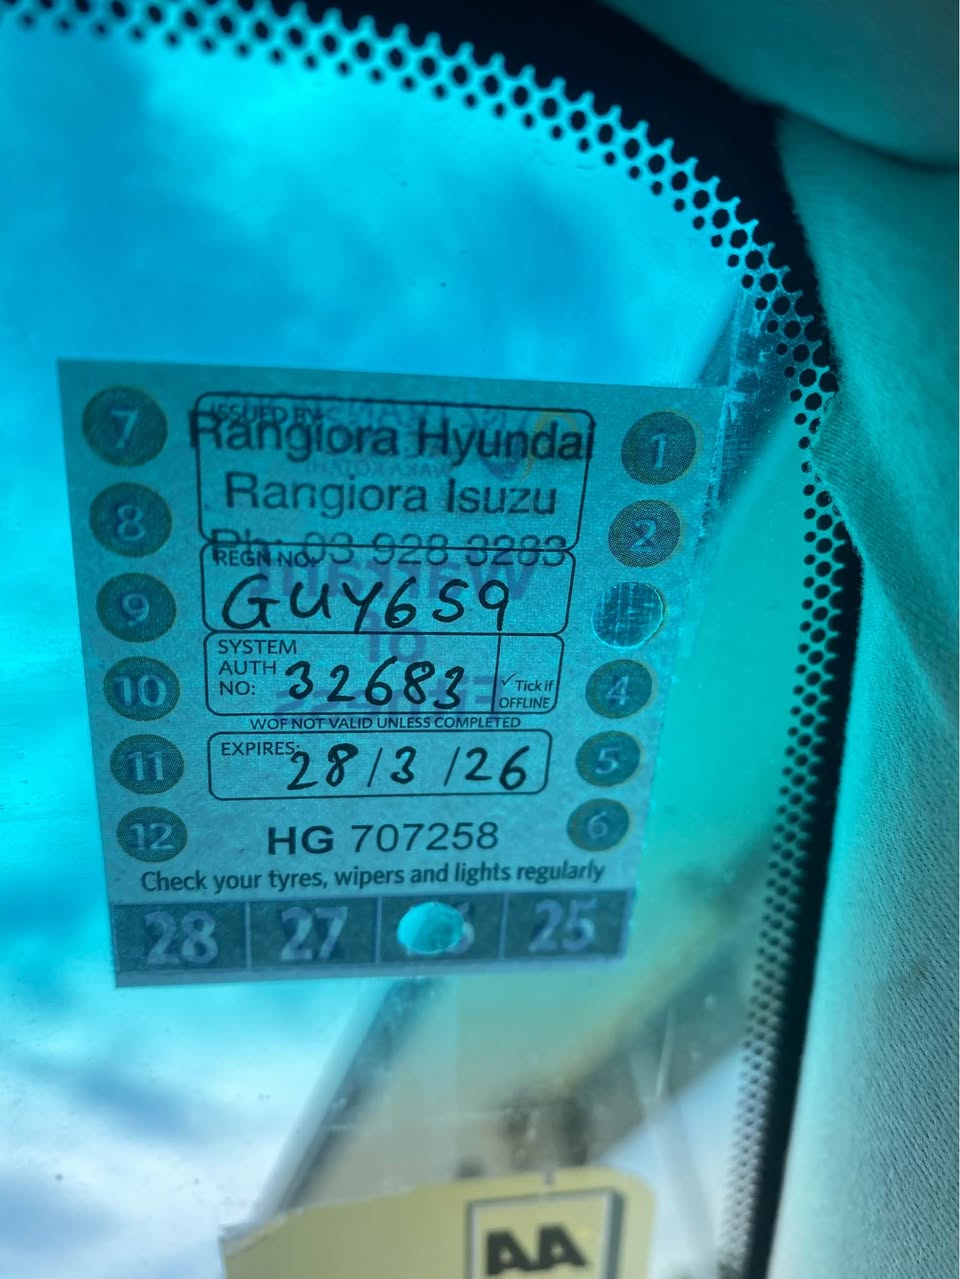 7
8
9
10
11
12
ISSUED BY:
Rangiora Hyundai
Rangiora Isuzu
Ph: 03 928 3283
REGN NO:
GUY659
SYSTEM
AUTH
NO: 32683
✓ Tick if
OFFLINE
WOF NOT VALID UNLESS COMPLETED
EXPIRES: 28/3/26
HG 707258
Check your tyres, wipers and lights regularly
1
2
4
5
6
28 27 25
AA